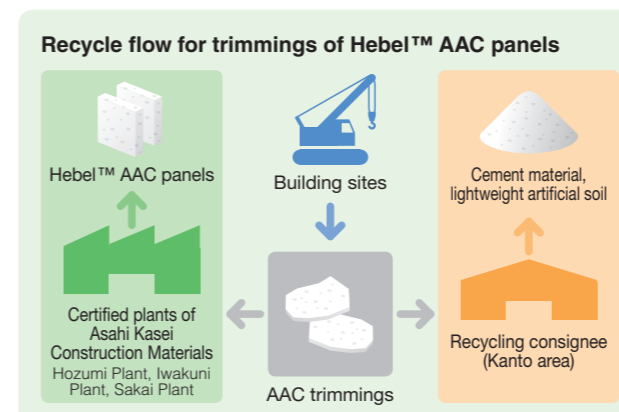 Recycle flow for trimmings of Hebel™ AAC panels
Hebel™ AAC panels
Certified plants of
Asahi Kasei
Construction Materials
Hozumi Plant, Iwakuni
Plant, Sakai Plant
Building sites
AAC trimmings
Cement material,
lightweight artificial soil
Recycling consignee
(Kanto area)